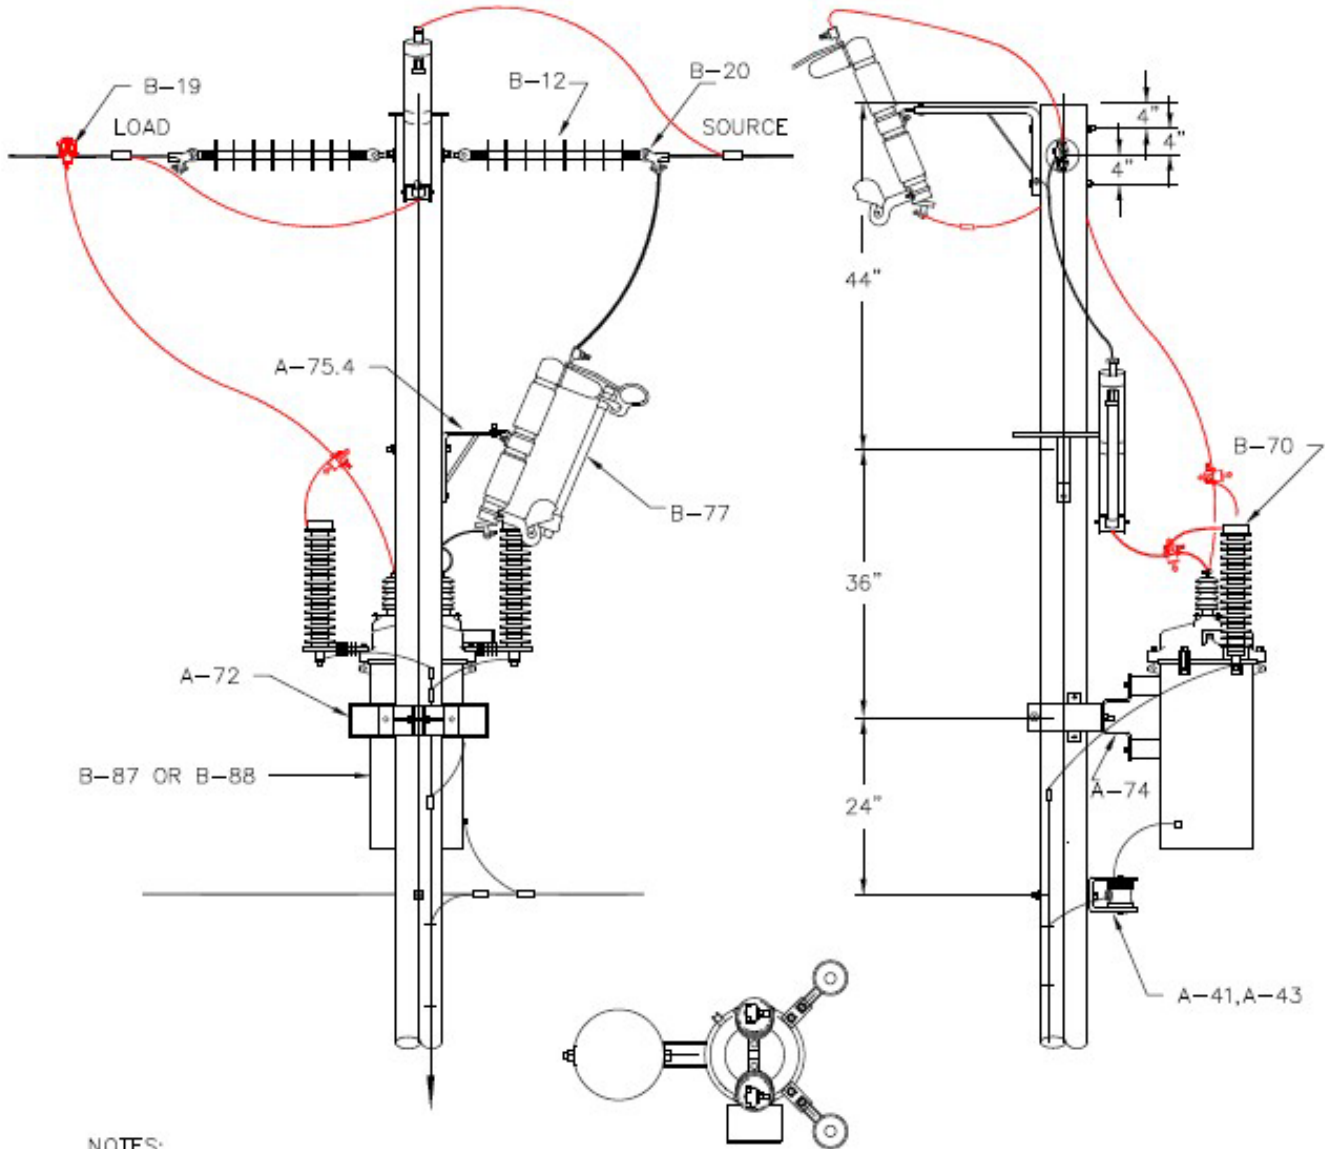 B-19
B-12
B-20
LOAD
SOURCE
4"
4"
4"
44"
A-75.4
B-70
B-77
36"
A-72
B-87 OR B-88
A-74
24"
A-41,A-43
NOTES: